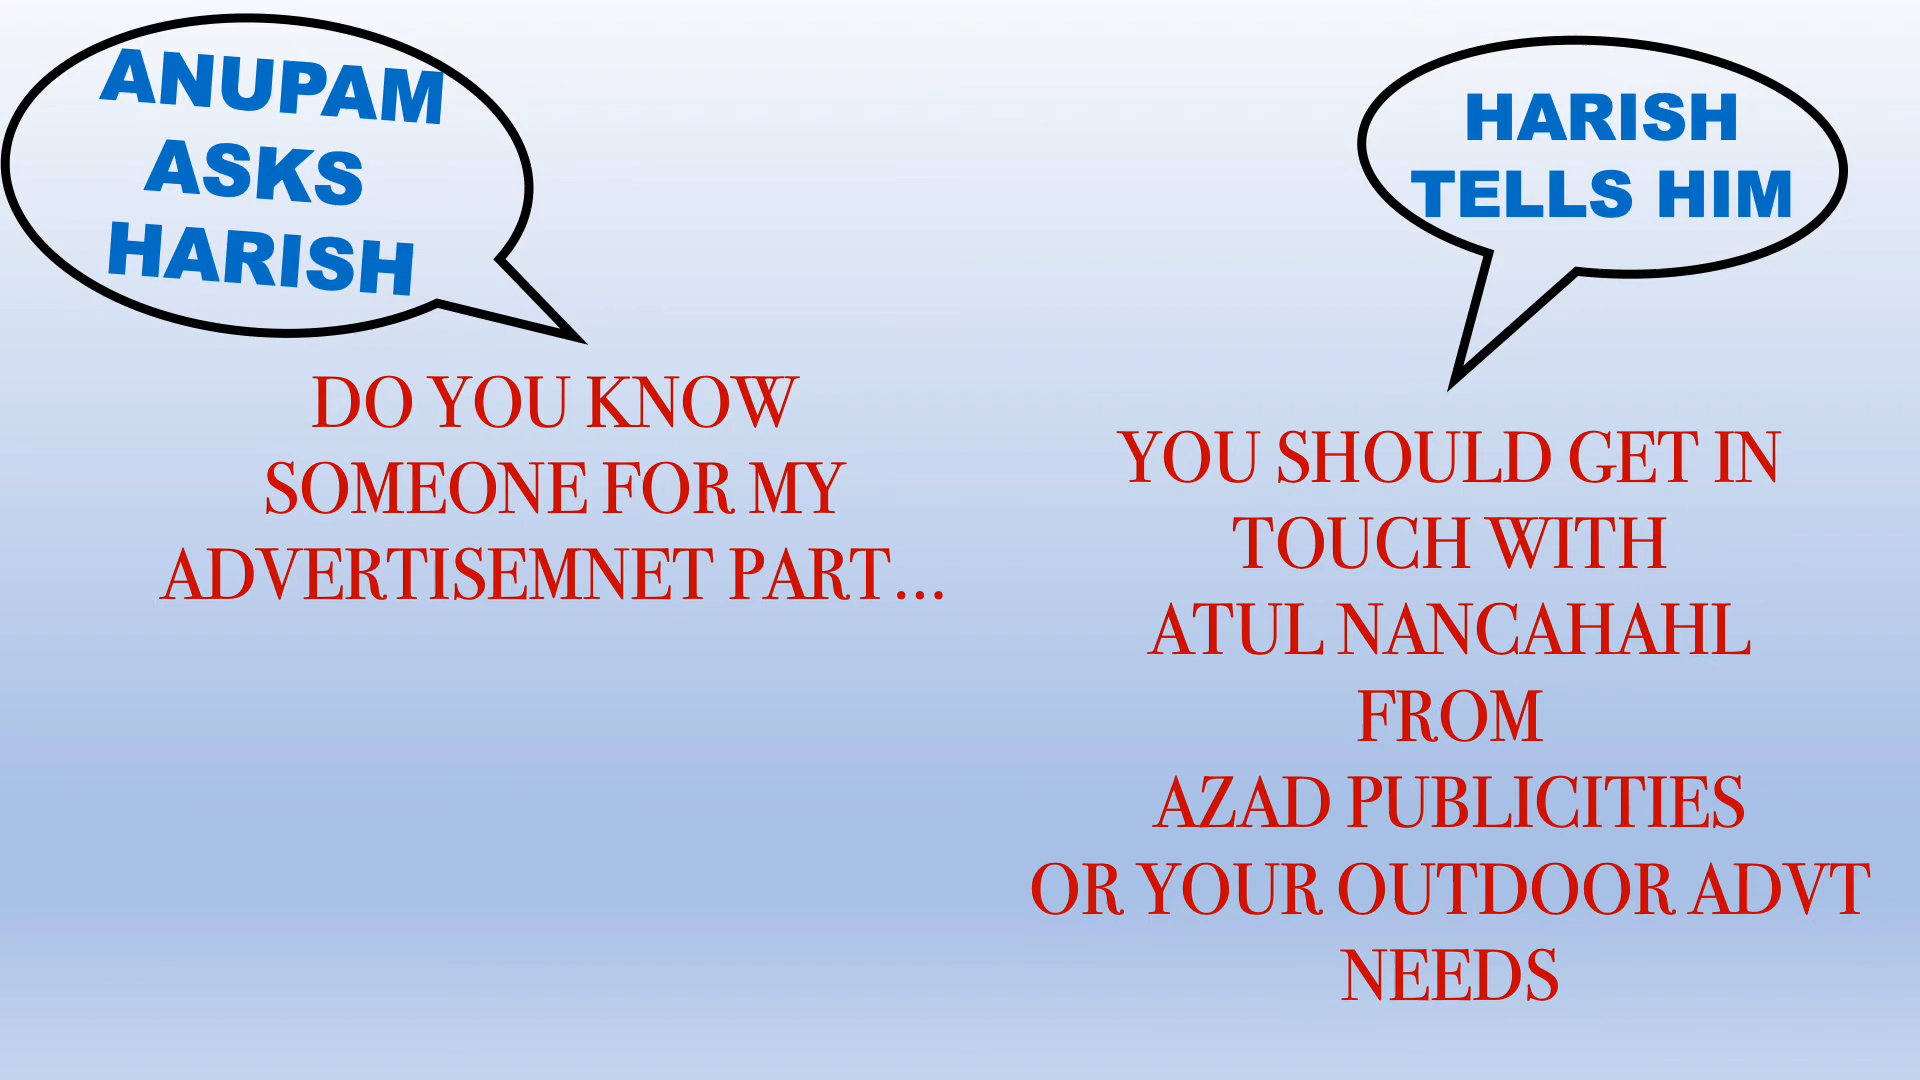 ANUPAM
ASKS
HARISH
DO YOU KNOW
SOMEONE FOR MY
ADVERTISEMNET PART...
HARISH
TELLS HIM
YOU SHOULD GET IN
TOUCH WITH
ATUL NANCAHAHL
FROM
AZAD PUBLICITIES
OR YOUR OUTDOOR ADVT
NEEDS